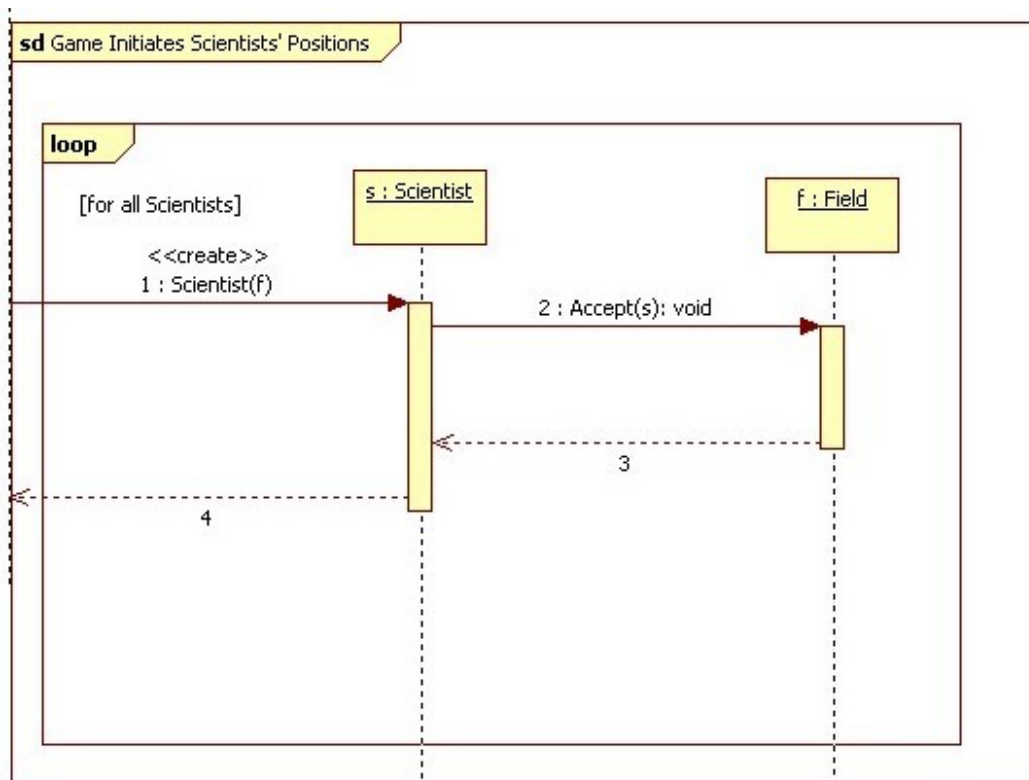 sd Game Initiates Scientists' Positions
loop
[for all Scientists]
s : Scientist
f : Field
<<create>>
1 : Scientist(f)
2 : Accept(s): void
3
4